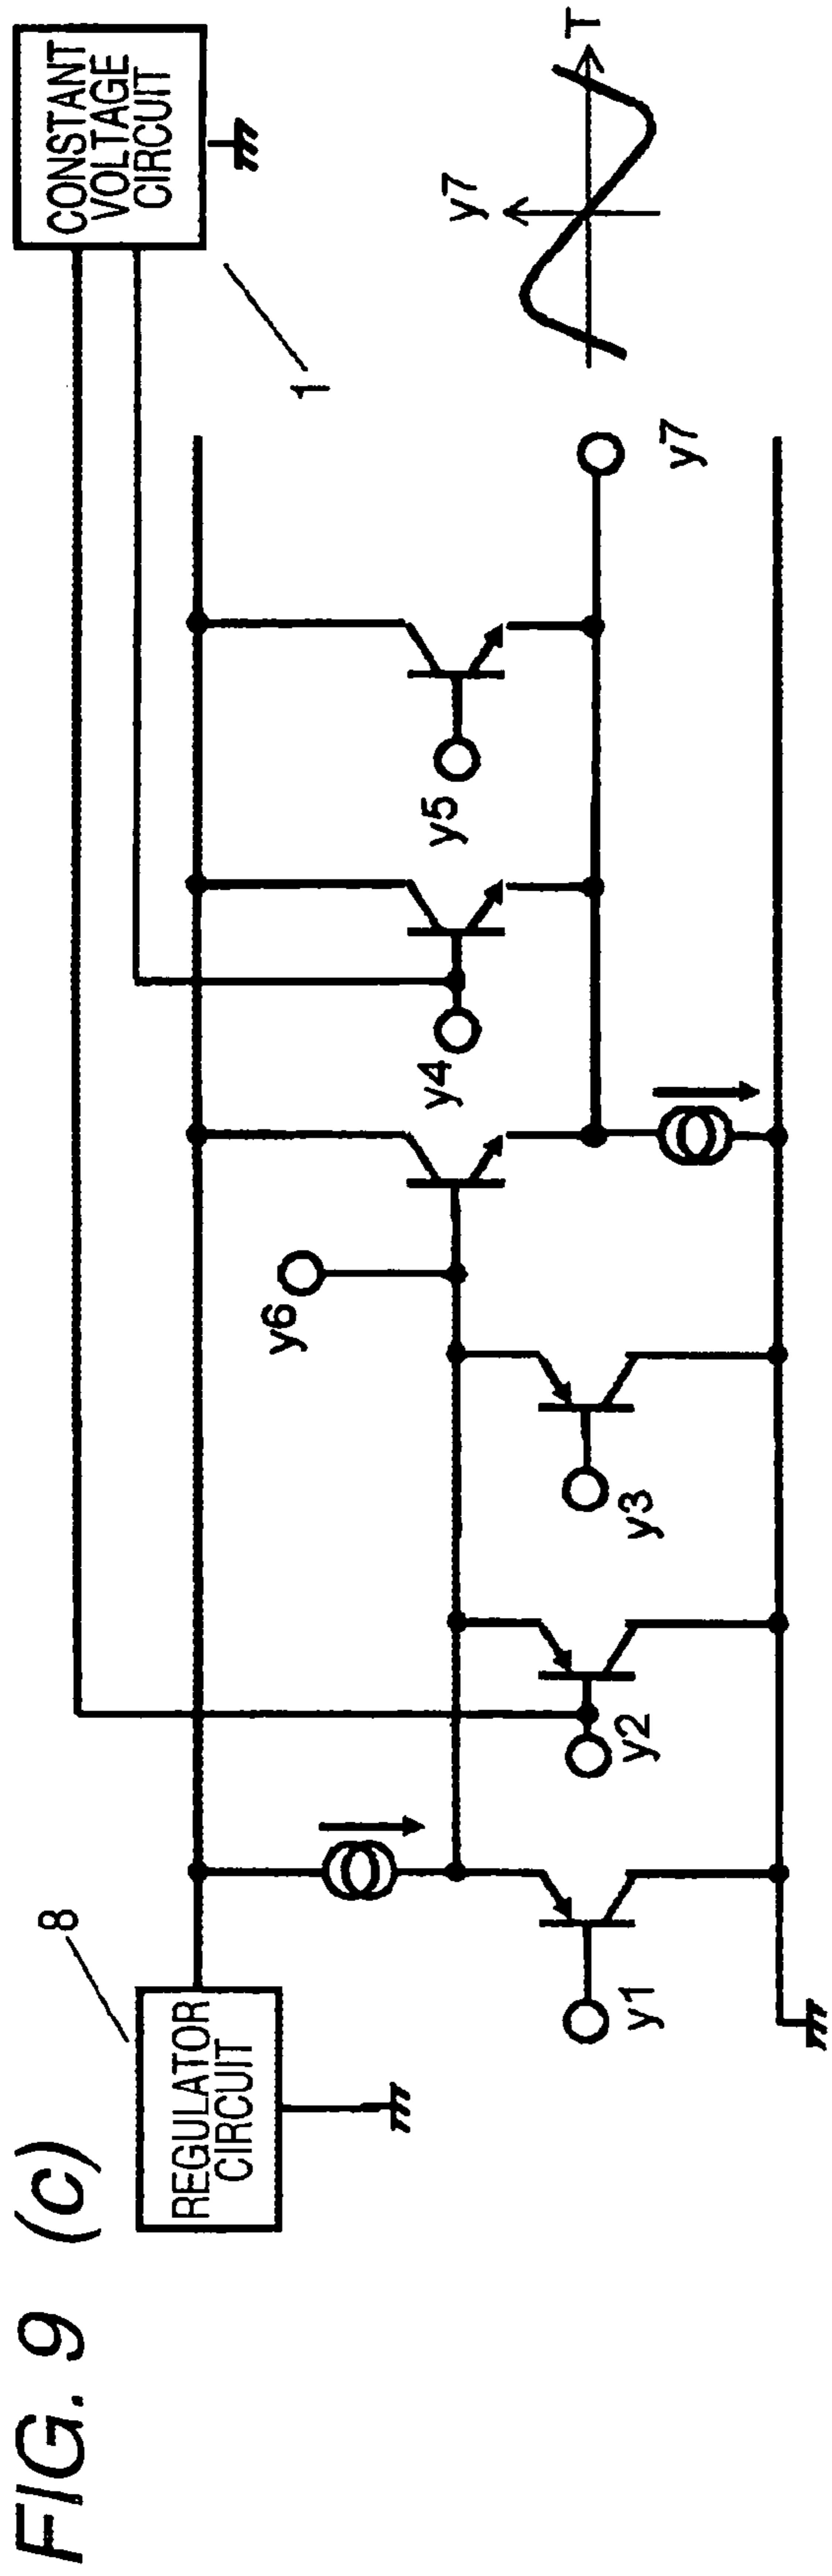 FIG. 9 (c)
REGULATOR
CIRCUIT
8
CONSTANT
VOLTAGE
CIRCUIT
1
y1
y2
y3
y6
y4
y5
y7
y7
T